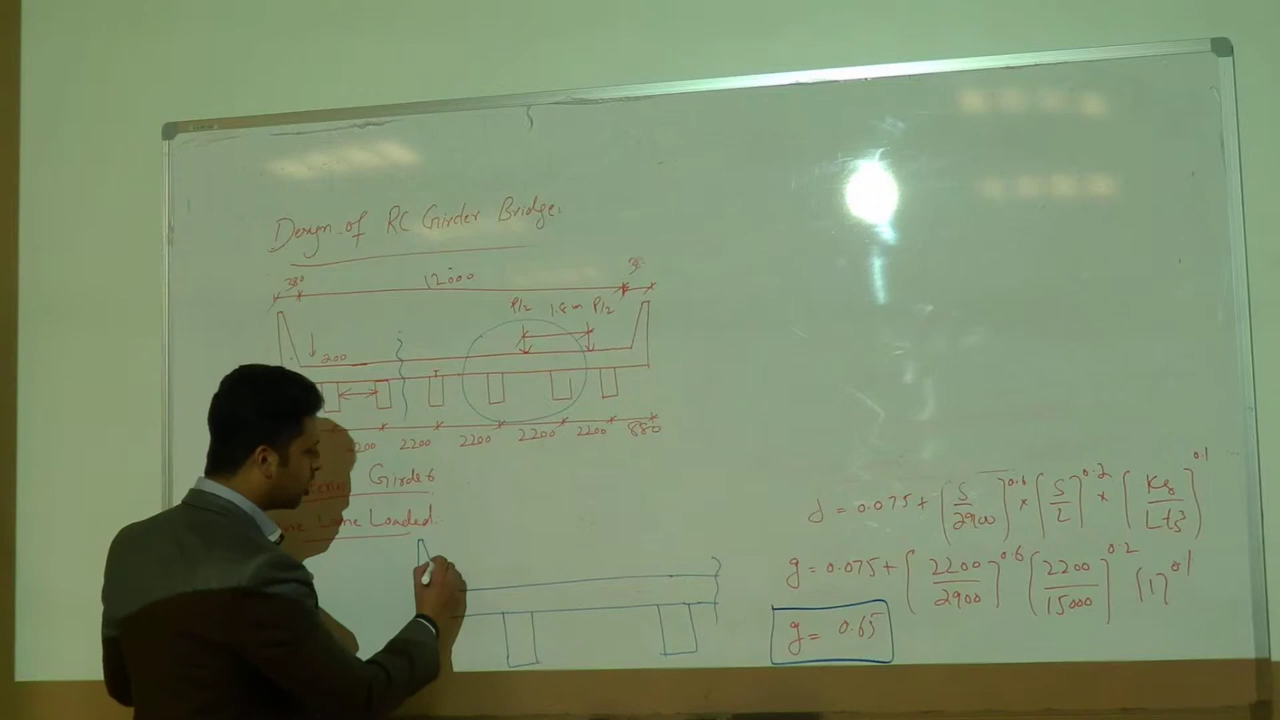 Design of RC Girder Bridge.
380 12000
P/2 1.8m P/2
200
2200 2200 2200 2200 880
Girder
Lane Loaded.
g = 0.075 + (S/2900)^0.6 × (S/L)^0.2 × (Kg/Lts³)^0.1
g = 0.075 + (2200/2900)^0.6 (2200/15000)^0.2 (1)^0.1
g = 0.65